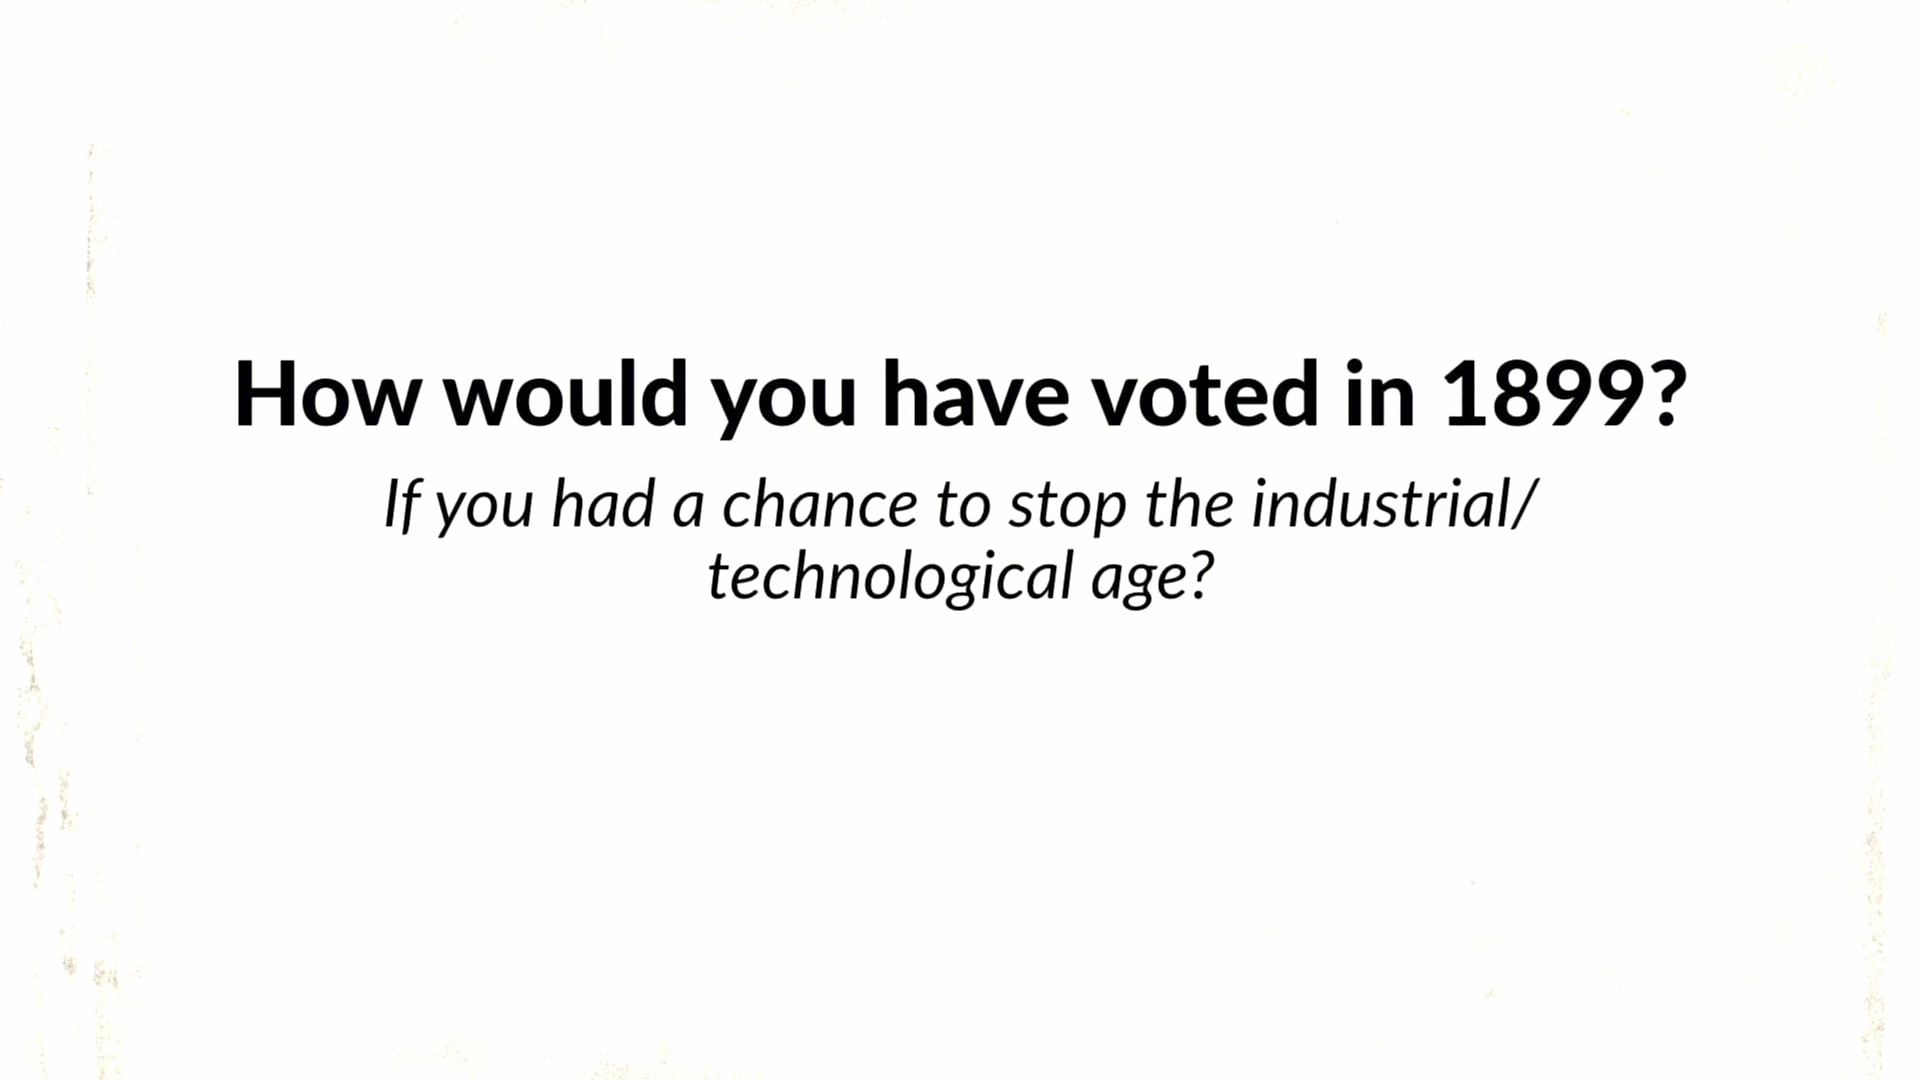 How would you have voted in 1899?
If you had a chance to stop the industrial/
technological age?